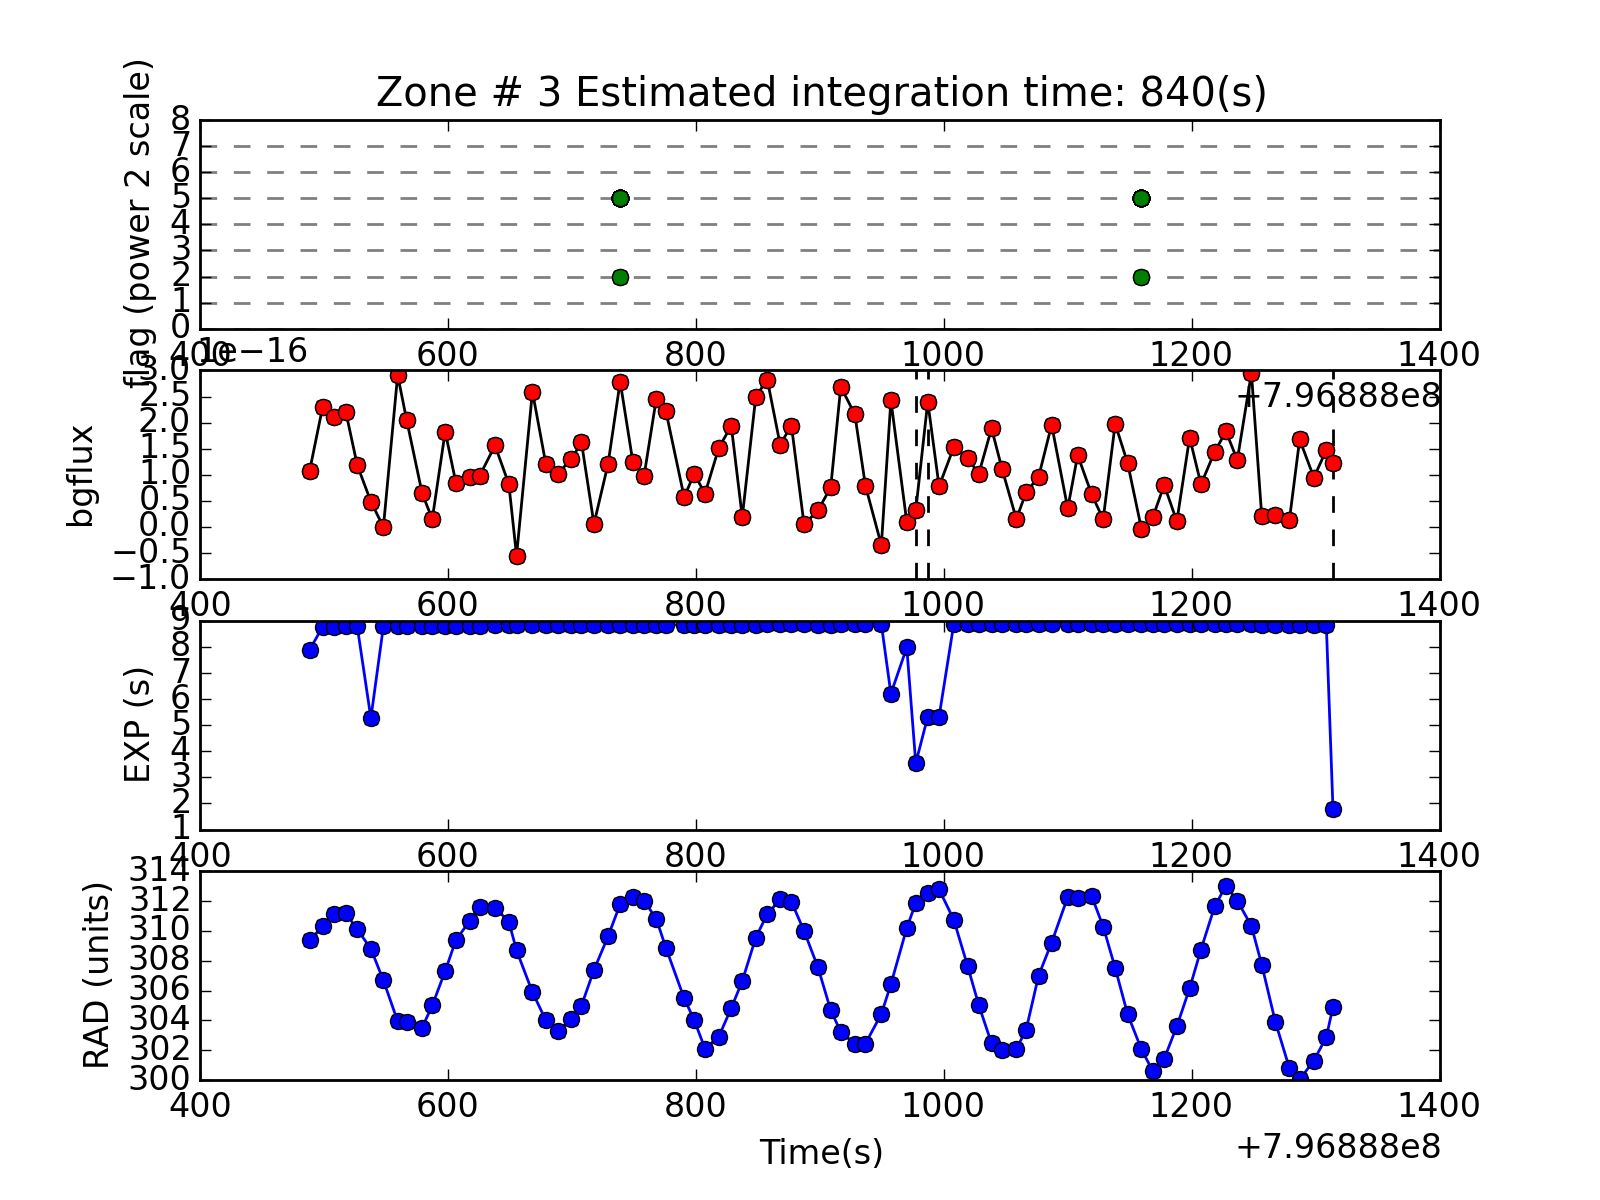 Zone # 3 Estimated integration time: 840(s)
flag (power 2 scale)
8
7
6
5
4
3
2
1
0
400 600 800 1000 1200 1400
1e−16
+7.96888e8
bgflux
3.0
2.5
2.0
1.5
1.0
0.5
0.0
−0.5
−1.0
400 600 800 1000 1200 1400
EXP (s)
9
8
7
6
5
4
3
2
1
400 600 800 1000 1200 1400
RAD (units)
314
312
310
308
306
304
302
300
400 600 800 1000 1200 1400
Time(s)
+7.96888e8